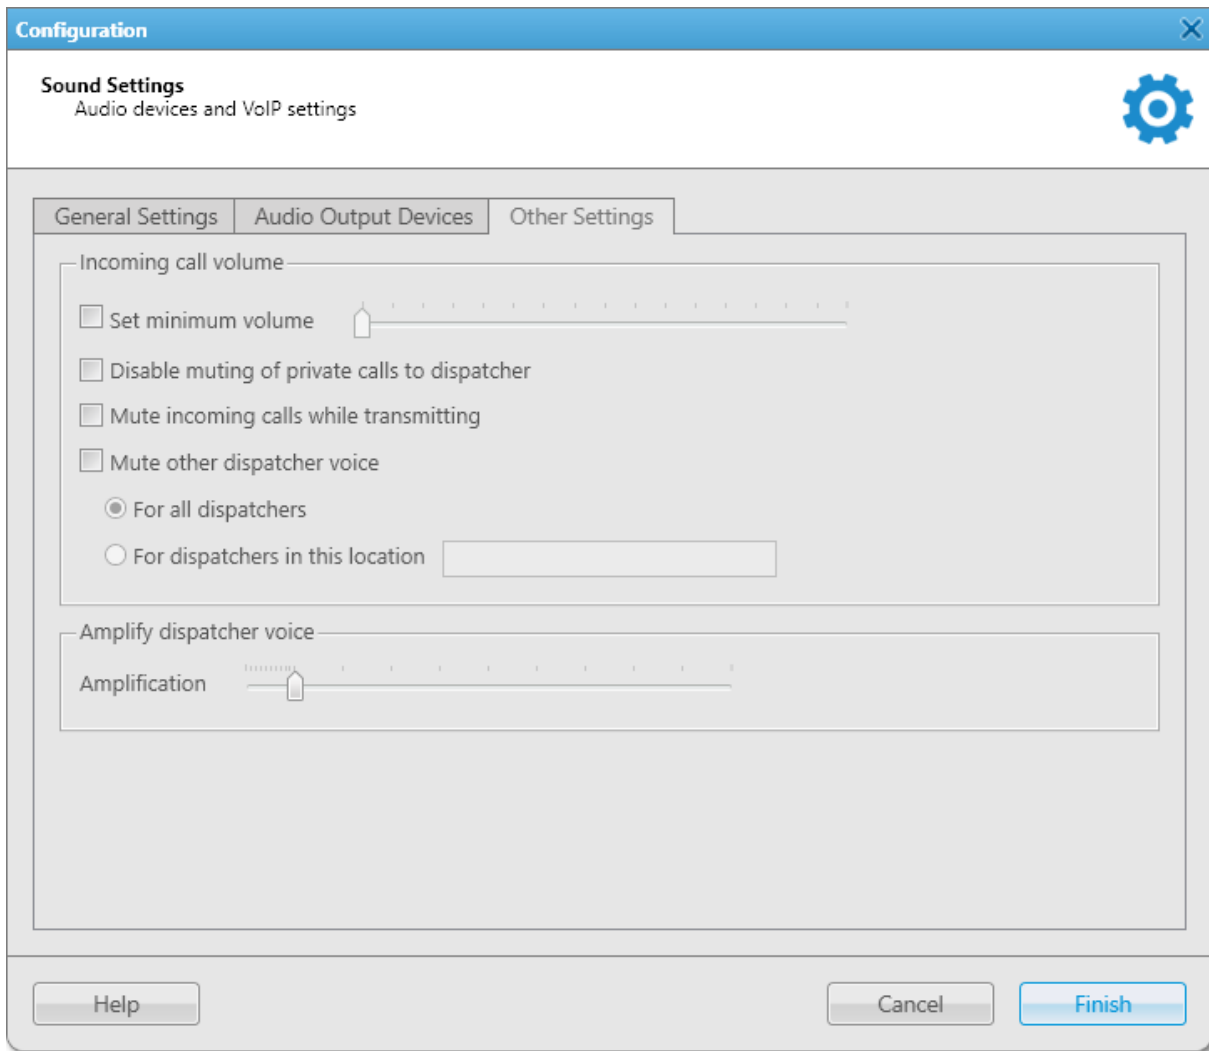 Configuration
Sound Settings
Audio devices and VoIP settings
General Settings Audio Output Devices Other Settings
Incoming call volume
Set minimum volume
Disable muting of private calls to dispatcher
Mute incoming calls while transmitting
Mute other dispatcher voice
For all dispatchers
For dispatchers in this location
Amplify dispatcher voice
Amplification
Help Cancel Finish